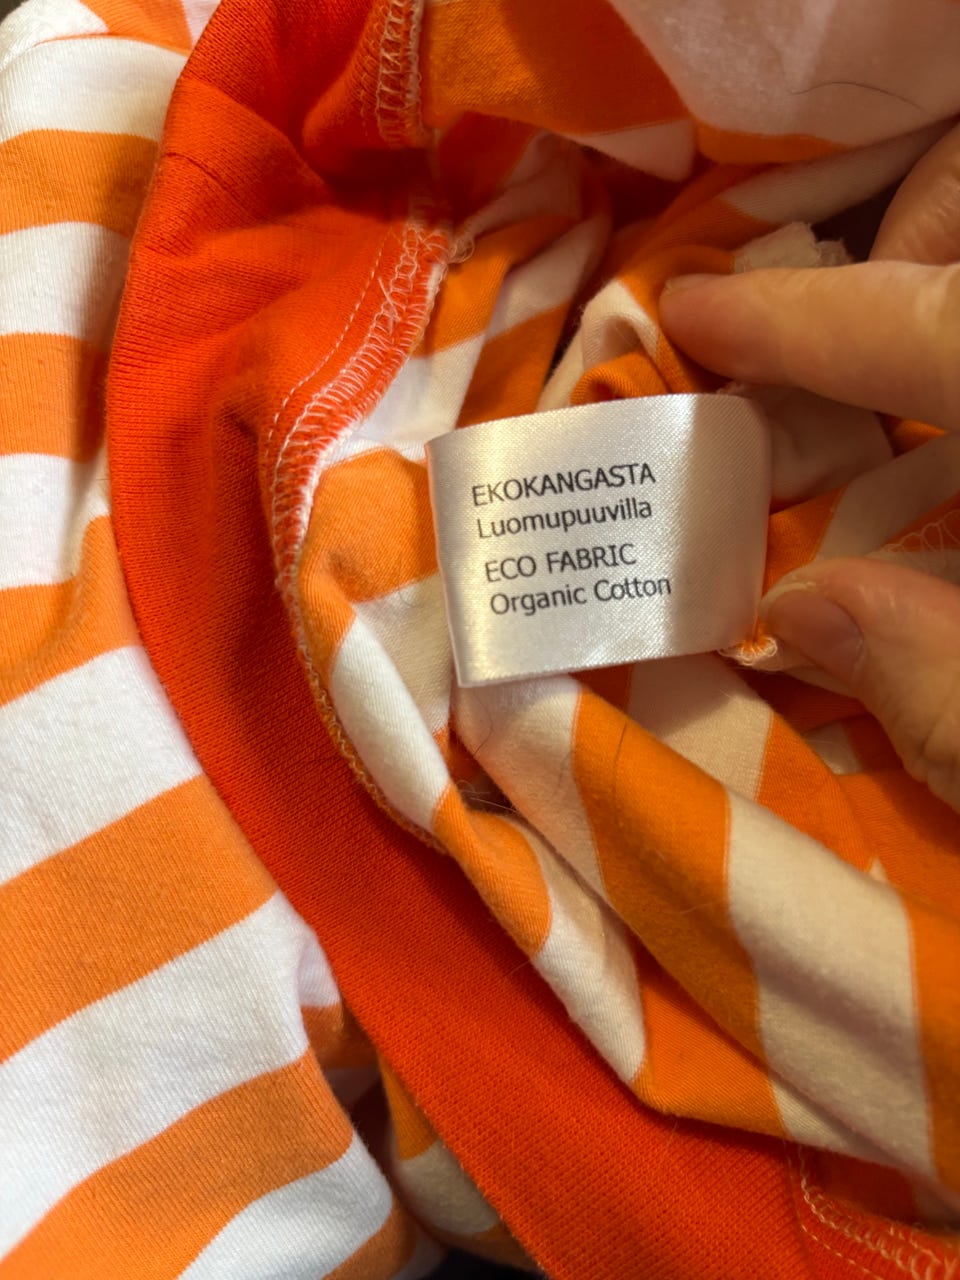 EKOKANGASTA
Luomupuuvilla
ECO FABRIC
Organic Cotton